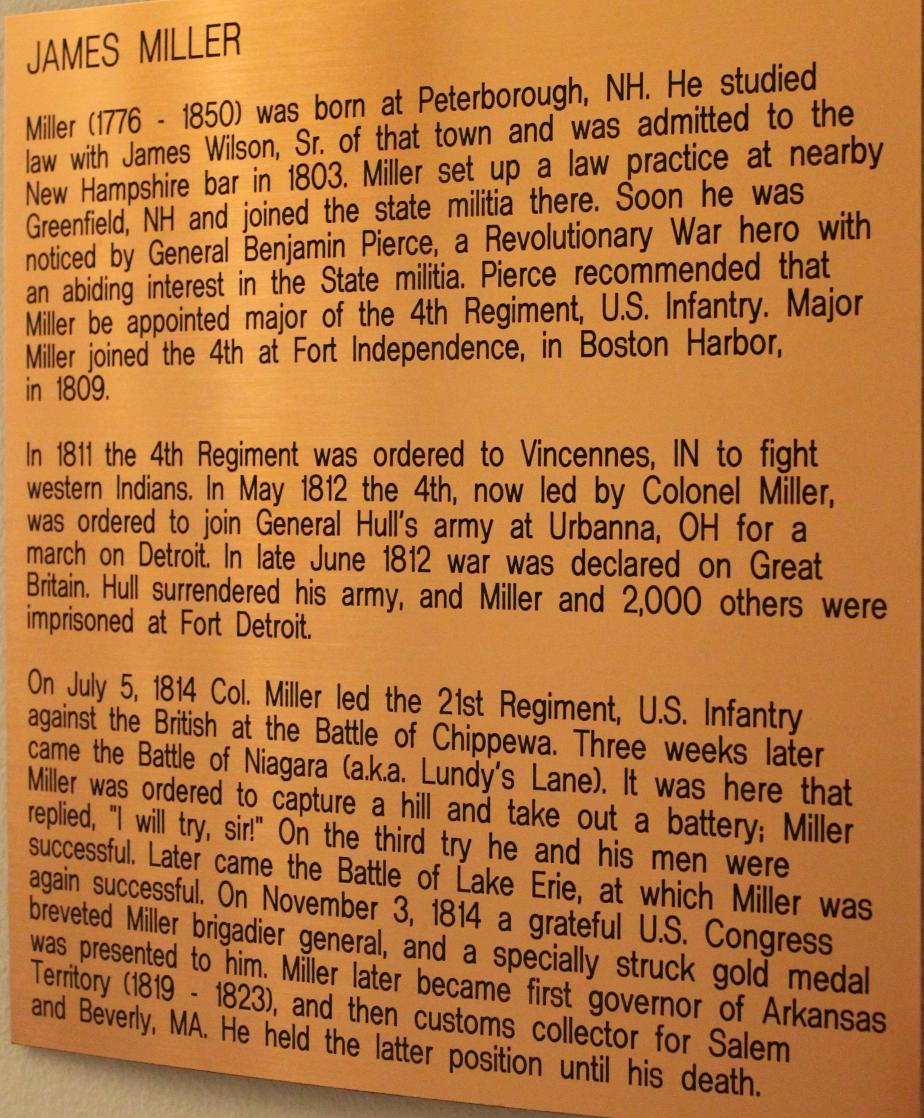 JAMES MILLER
Miller (1776 - 1850) was born at Peterborough, NH. He studied
law with James Wilson, Sr. of that town and was admitted to the
New Hampshire bar in 1803. Miller set up a law practice at nearby
Greenfield, NH and joined the state militia there. Soon he was
noticed by General Benjamin Pierce, a Revolutionary War hero with
an abiding interest in the State militia. Pierce recommended that
Miller be appointed major of the 4th Regiment, U.S. Infantry. Major
Miller joined the 4th at Fort Independence, in Boston Harbor,
in 1809.
In 1811 the 4th Regiment was ordered to Vincennes, IN to fight
western Indians. In May 1812 the 4th, now led by Colonel Miller,
was ordered to join General Hull's army at Urbanna, OH for a
march on Detroit. In late June 1812 war was declared on Great
Britain. Hull surrendered his army, and Miller and 2,000 others were
imprisoned at Fort Detroit.
On July 5, 1814 Col. Miller led the 21st Regiment, U.S. Infantry
against the British at the Battle of Chippewa. Three weeks later
came the Battle of Niagara (a.k.a. Lundy's Lane). It was here that
Miller was ordered to capture a hill and take out a battery; Miller
replied, "I will try, sir!" On the third try he and his men were
successful. Later came the Battle of Lake Erie, at which Miller was
again successful. On November 3, 1814 a grateful U.S. Congress
breveted Miller brigadier general, and a specially struck gold medal
was presented to him. Miller later became first governor of Arkansas
Territory (1819 - 1823), and then customs collector for Salem
and Beverly, MA. He held the latter position until his death.